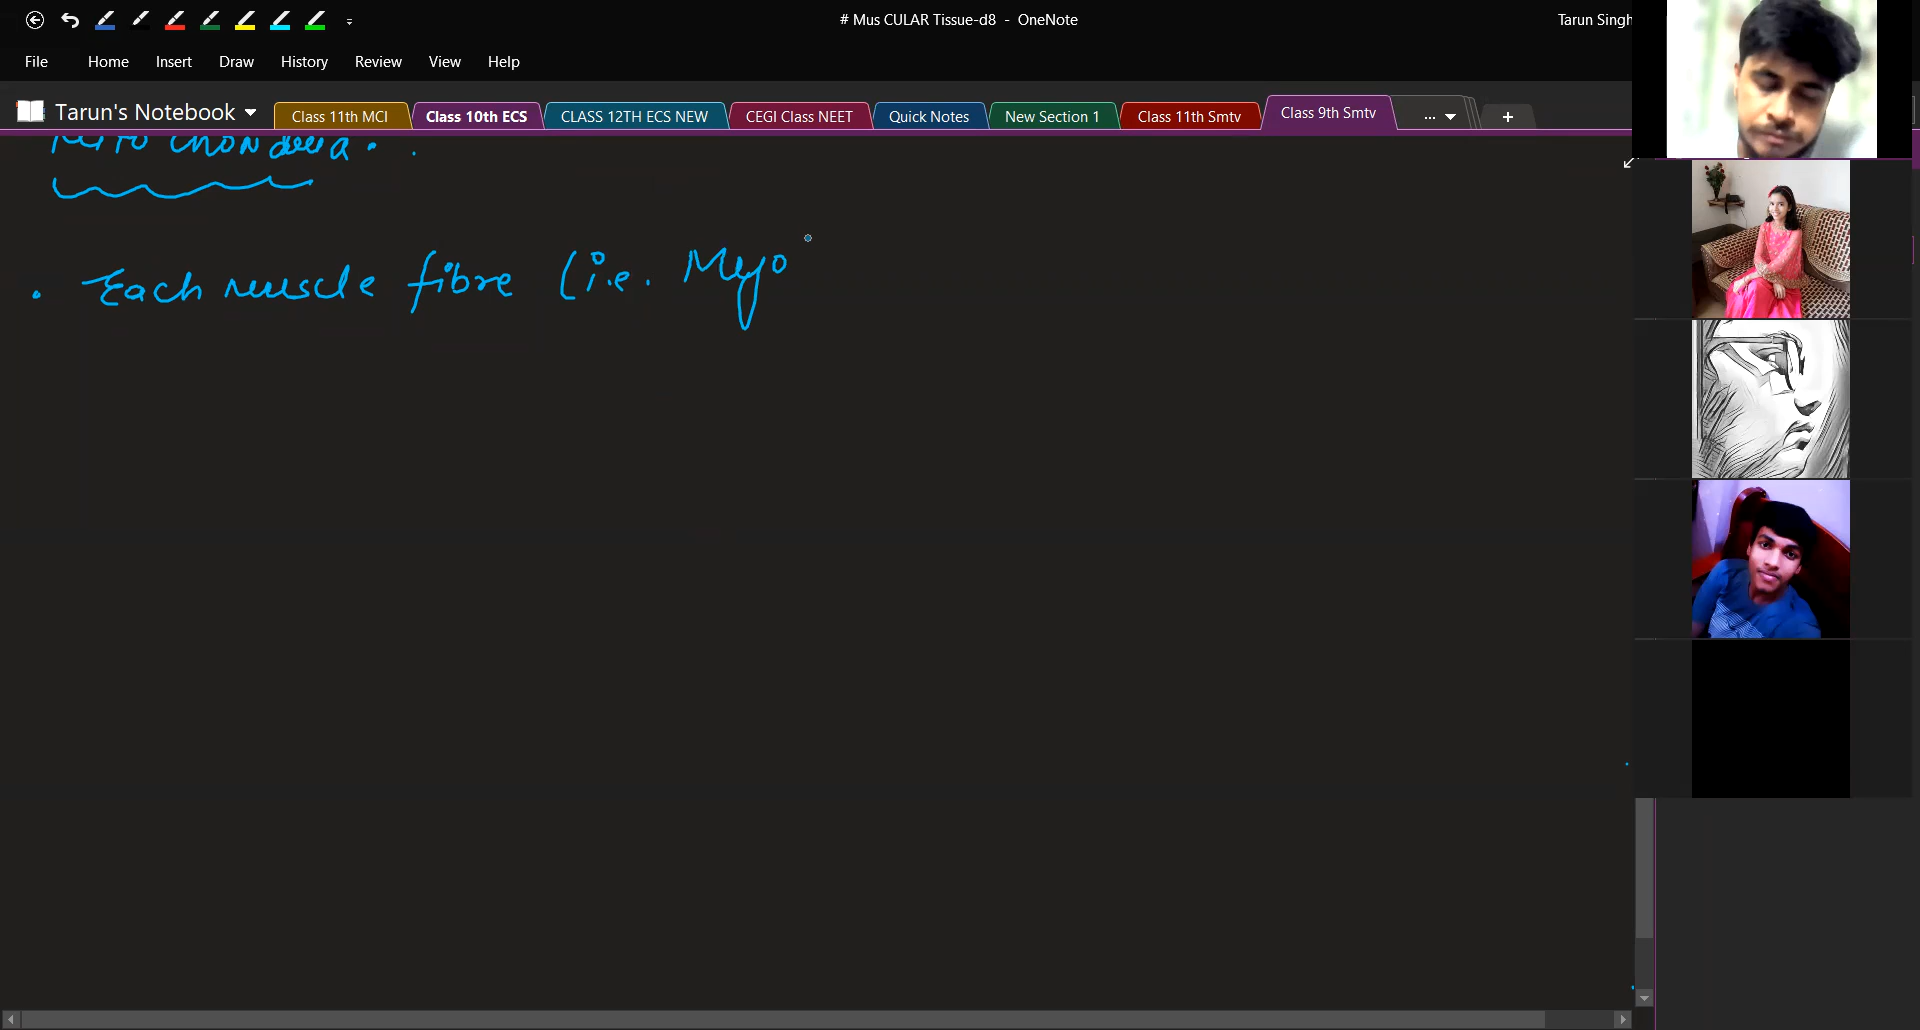 # Mus CULAR Tissue-d8 - OneNote
Tarun Singh
File Home Insert Draw History Review View Help
Tarun's Notebook
Class 11th MCI
Class 10th ECS
CLASS 12TH ECS NEW
CEGI Class NEET
Quick Notes
New Section 1
Class 11th Smtv
Class 9th Smtv
...
+
. Each muscle fibre (i.e. Myo